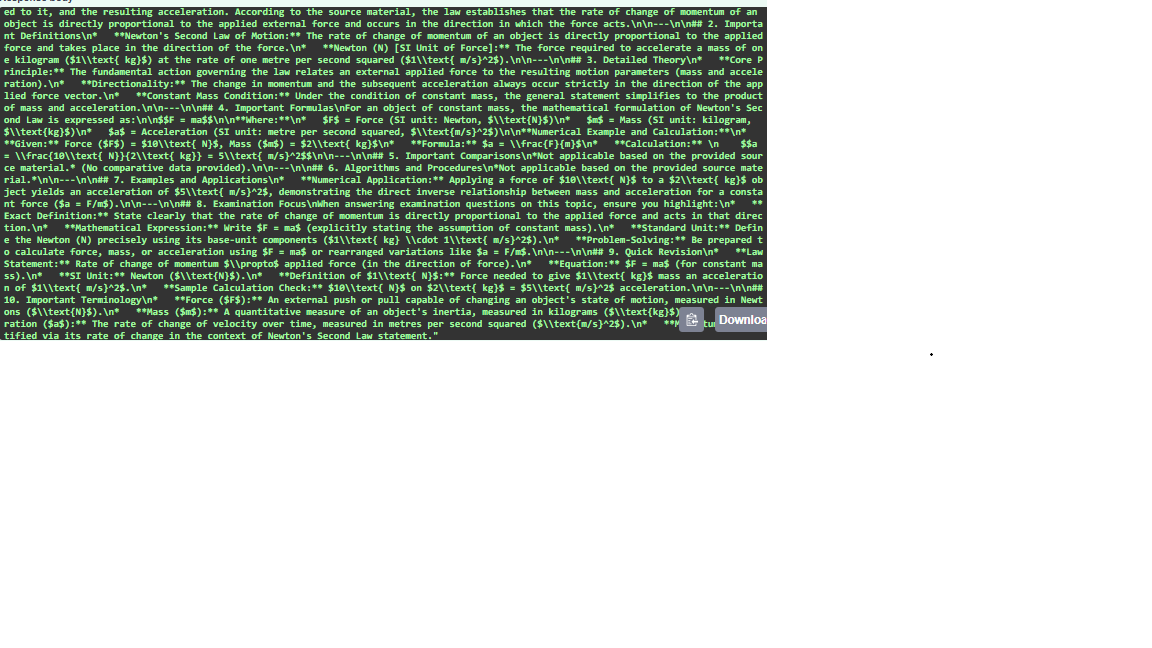 ed to it, and the resulting acceleration. According to the source material, the law establishes that the rate of change of momentum of an
object is directly proportional to the applied external force and occurs in the direction in which the force acts.\n\n---\n\n## 2. Importa
nt Definitions\n*   **Newton's Second Law of Motion:** The rate of change of momentum of an object is directly proportional to the applied
force and takes place in the direction of the force.\n*   **Newton (N) [SI Unit of Force]:** The force required to accelerate a mass of on
e kilogram ($1\\text{ kg}$) at the rate of one metre per second squared ($1\\text{ m/s}^2$).\n\n---\n\n## 3. Detailed Theory\n*   **Core P
rinciple:** The fundamental action governing the law relates an external applied force to the resulting motion parameters (mass and accele
ration).\n*   **Directionality:** The change in momentum and the subsequent acceleration always occur strictly in the direction of the app
lied force vector.\n*   **Constant Mass Condition:** Under the condition of constant mass, the general statement simplifies to the product
of mass and acceleration.\n\n---\n\n## 4. Important Formulas\nFor an object of constant mass, the mathematical formulation of Newton's Sec
ond Law is expressed as:\n\n$$F = ma$$\n\n**Where:**\n*   $F$ = Force (SI unit: Newton, $\\text{N}$)\n*   $m$ = Mass (SI unit: kilogram,
$\\text{kg}$)\n*   $a$ = Acceleration (SI unit: metre per second squared, $\\text{m/s}^2$)\n\n**Numerical Example and Calculation:**\n*
**Given:** Force ($F$) = $10\\text{ N}$, Mass ($m$) = $2\\text{ kg}$\n*   **Formula:** $a = \\frac{F}{m}$\n*   **Calculation:** \n    $$a
= \\frac{10\\text{ N}}{2\\text{ kg}} = 5\\text{ m/s}^2$$\n\n---\n\n## 5. Important Comparisons\n*Not applicable based on the provided sour
ce material.* (No comparative data provided).\n\n---\n\n## 6. Algorithms and Procedures\n*Not applicable based on the provided source mate
rial.*\n\n---\n\n## 7. Examples and Applications\n*   **Numerical Application:** Applying a force of $10\\text{ N}$ to a $2\\text{ kg}$ ob
ject yields an acceleration of $5\\text{ m/s}^2$, demonstrating the direct inverse relationship between mass and acceleration for a consta
nt force ($a = F/m$).\n\n---\n\n## 8. Examination Focus\nWhen answering examination questions on this topic, ensure you highlight:\n*   **
Exact Definition:** State clearly that the rate of change of momentum is directly proportional to the applied force and acts in that direc
tion.\n*   **Mathematical Expression:** Write $F = ma$ (explicitly stating the assumption of constant mass).\n*   **Standard Unit:** Defin
e the Newton (N) precisely using its base-unit components ($1\\text{ kg} \\cdot 1\\text{ m/s}^2$).\n*   **Problem-Solving:** Be prepared t
o calculate force, mass, or acceleration using $F = ma$ or rearranged variations like $a = F/m$.\n\n---\n\n## 9. Quick Revision\n*   **Law
Statement:** Rate of change of momentum $\\propto$ applied force (in the direction of force).\n*   **Equation:** $F = ma$ (for constant ma
ss).\n*   **SI Unit:** Newton ($\\text{N}$).\n*   **Definition of $1\\text{ N}$:** Force needed to give $1\\text{ kg}$ mass an acceleratio
n of $1\\text{ m/s}^2$.\n*   **Sample Calculation Check:** $10\\text{ N}$ on $2\\text{ kg}$ = $5\\text{ m/s}^2$ acceleration.\n\n---\n\n##
10. Important Terminology\n*   **Force ($F$):** An external push or pull capable of changing an object's state of motion, measured in Newt
ons ($\\text{N}$).\n*   **Mass ($m$):** A quantitative measure of an object's inertia, measured in kilograms ($\\text{kg}$)
ration ($a$):** The rate of change of velocity over time, measured in metres per second squared ($\\text{m/s}^2$).\n*   **M
tified via its rate of change in the context of Newton's Second Law statement."
Downloa